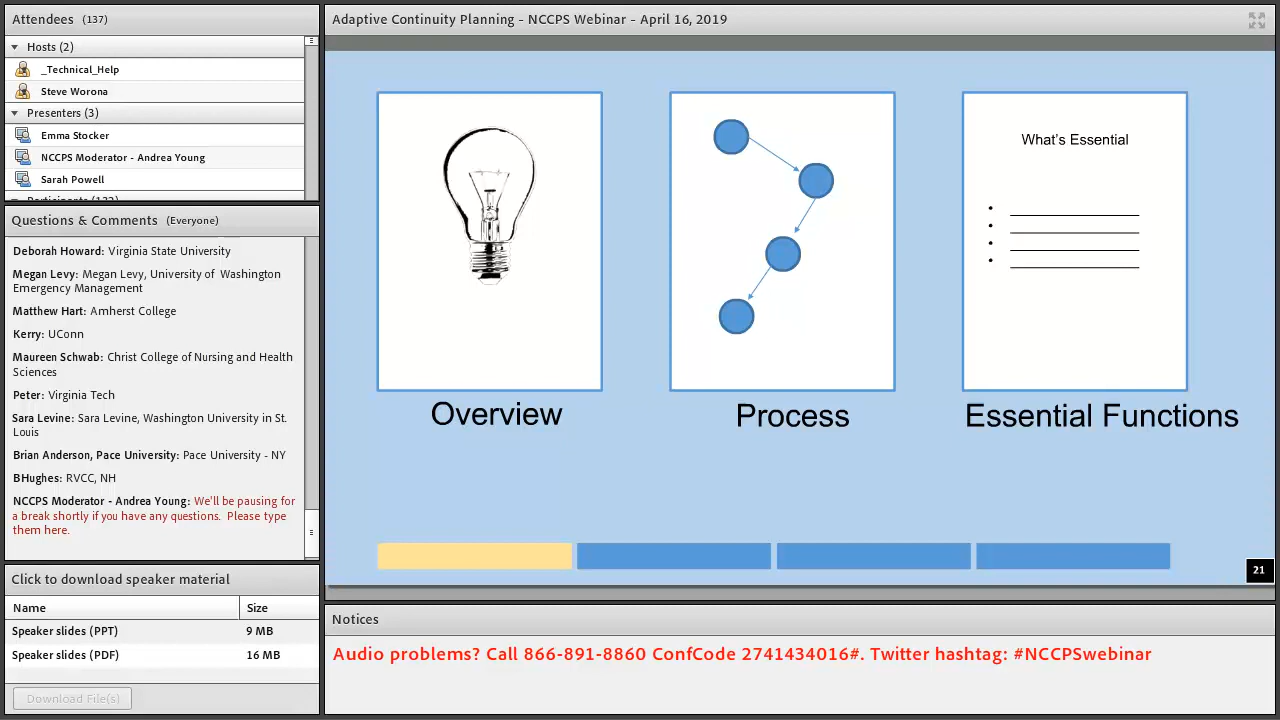 Attendees (137)
Hosts (2)
_Technical_Help
Steve Worona
Presenters (3)
Emma Stocker
NCCPS Moderator - Andrea Young
Sarah Powell
Participants (132)
Questions & Comments (Everyone)
Deborah Howard: Virginia State University
Megan Levy: Megan Levy, University of Washington
Emergency Management
Matthew Hart: Amherst College
Kerry: UConn
Maureen Schwab: Christ College of Nursing and Health
Sciences
Peter: Virginia Tech
Sara Levine: Sara Levine, Washington University in St.
Louis
Brian Anderson, Pace University: Pace University - NY
BHughes: RVCC, NH
NCCPS Moderator - Andrea Young: We'll be pausing for
a break shortly if you have any questions. Please type
them here.
Click to download speaker material
Name Size
Speaker slides (PPT) 9 MB
Speaker slides (PDF) 16 MB
Download File(s)
Adaptive Continuity Planning - NCCPS Webinar - April 16, 2019
What's Essential
Overview
Process
Essential Functions
21
Notices
Audio problems? Call 866-891-8860 ConfCode 2741434016#. Twitter hashtag: #NCCPSwebinar